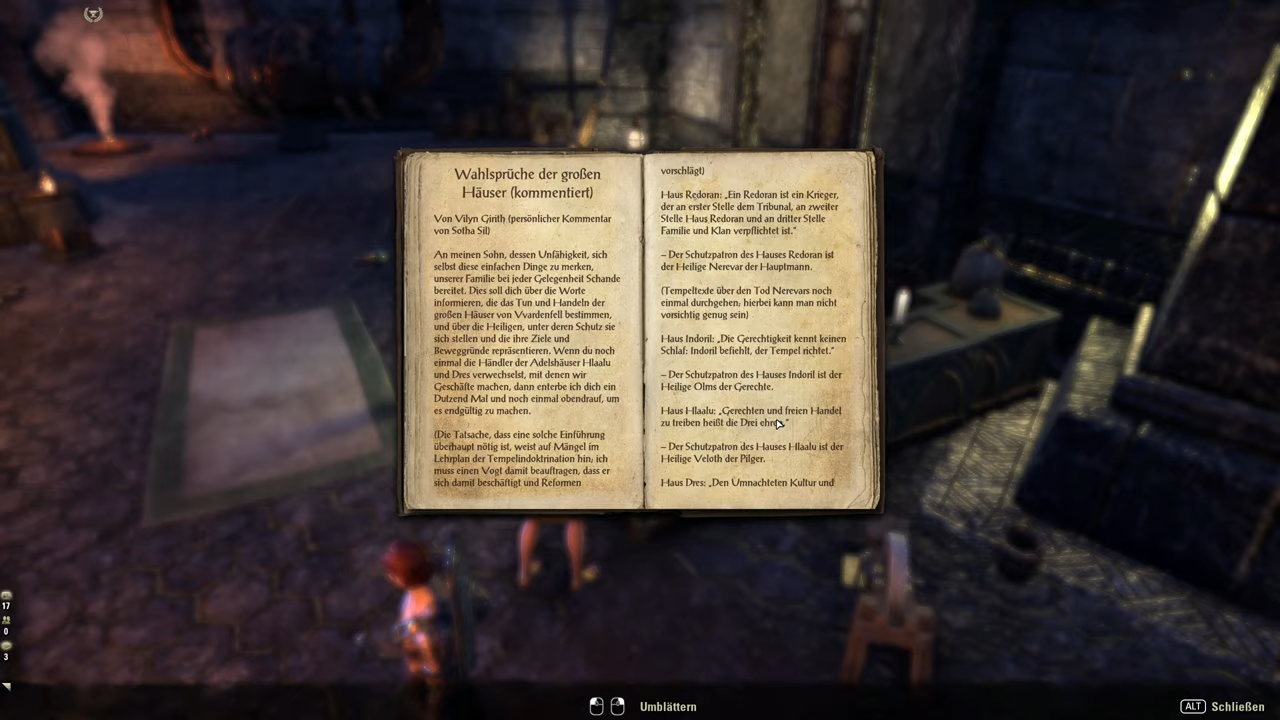 Wahlsprüche der großen
Häuser (kommentiert)
Von Vilyn Girith (persönlicher Kommentar
von Sotha Sil)
An meinen Sohn, dessen Unfähigkeit, sich
selbst diese einfachen Dinge zu merken,
unserer Familie bei jeder Gelegenheit Schande
bereitet. Dies soll dich über die Worte
informieren, die das Tun und Handeln der
großen Häuser von Vvardenfell bestimmen,
und über die Heiligen, unter deren Schutz sie
sich stellen und die ihre Ziele und
Beweggründe repräsentieren. Wenn du noch
einmal die Händler der Adelshäuser Hlaalu
und Dres verwechselst, mit denen wir
Geschäfte machen, dann enterbe ich dich ein
Dutzend Mal und noch einmal obendrauf, um
es endgültig zu machen.
(Die Tatsache, dass eine solche Einführung
überhaupt nötig ist, weist auf Mängel im
Lehrplan der Tempelindoktrination hin; ich
muss einen Vogt damit beauftragen, dass er
sich damit beschäftigt und Reformen
vorschlägt)
Haus Redoran: „Ein Redoran ist ein Krieger,
der an erster Stelle dem Tribunal, an zweiter
Stelle Haus Redoran und an dritter Stelle
Familie und Klan verpflichtet ist.“
– Der Schutzpatron des Hauses Redoran ist
der Heilige Nerevar der Hauptmann.
(Tempeltexte über den Tod Nerevars noch
einmal durchgehen; hierbei kann man nicht
vorsichtig genug sein)
Haus Indoril: „Die Gerechtigkeit kennt keinen
Schlaf: Indoril befiehlt, der Tempel richtet.“
– Der Schutzpatron des Hauses Indoril ist der
Heilige Olms der Gerechte.
Haus Hlaalu: „Gerechten und freien Handel
zu treiben heißt die Drei
– Der Schutzpatron des Hauses Hlaalu ist der
Heilige Veloth der Pilger.
Haus Dres: „Den Umnachteten Kultur und
17
0
3
Umblättern
ALT Schließen